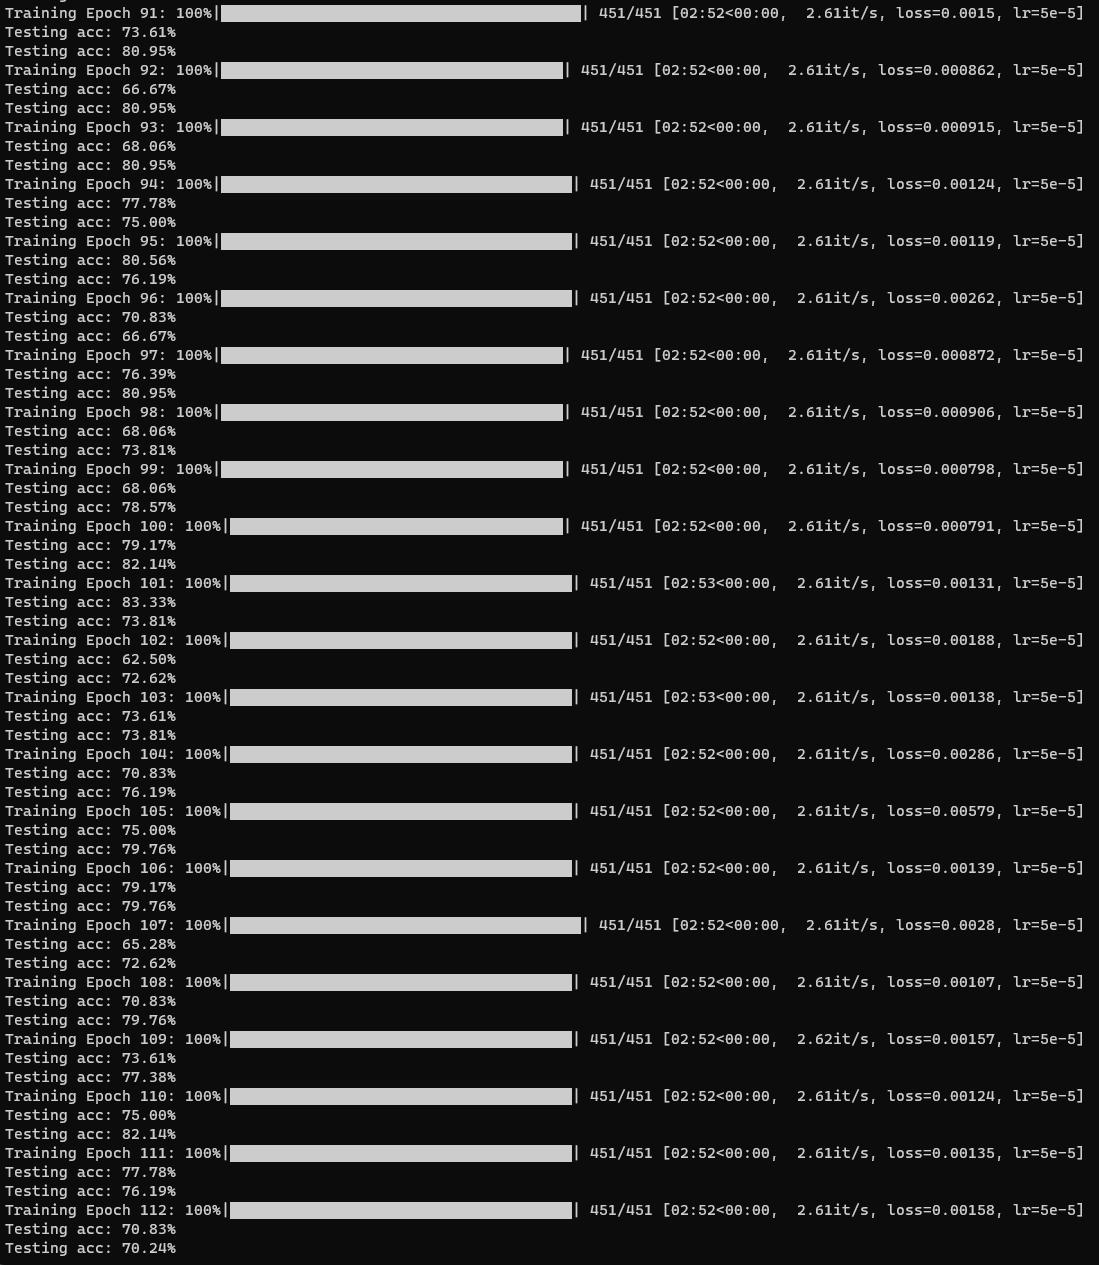 Training Epoch 91: 100%|██████████| 451/451 [02:52<00:00,  2.61it/s, loss=0.0015, lr=5e-5]
Testing acc: 73.61%
Testing acc: 80.95%
Training Epoch 92: 100%|██████████| 451/451 [02:52<00:00,  2.61it/s, loss=0.000862, lr=5e-5]
Testing acc: 66.67%
Testing acc: 80.95%
Training Epoch 93: 100%|██████████| 451/451 [02:52<00:00,  2.61it/s, loss=0.000915, lr=5e-5]
Testing acc: 68.06%
Testing acc: 80.95%
Training Epoch 94: 100%|██████████| 451/451 [02:52<00:00,  2.61it/s, loss=0.00124, lr=5e-5]
Testing acc: 77.78%
Testing acc: 75.00%
Training Epoch 95: 100%|██████████| 451/451 [02:52<00:00,  2.61it/s, loss=0.00119, lr=5e-5]
Testing acc: 80.56%
Testing acc: 76.19%
Training Epoch 96: 100%|██████████| 451/451 [02:52<00:00,  2.61it/s, loss=0.00262, lr=5e-5]
Testing acc: 70.83%
Testing acc: 66.67%
Training Epoch 97: 100%|██████████| 451/451 [02:52<00:00,  2.61it/s, loss=0.000872, lr=5e-5]
Testing acc: 76.39%
Testing acc: 80.95%
Training Epoch 98: 100%|██████████| 451/451 [02:52<00:00,  2.61it/s, loss=0.000906, lr=5e-5]
Testing acc: 68.06%
Testing acc: 73.81%
Training Epoch 99: 100%|██████████| 451/451 [02:52<00:00,  2.61it/s, loss=0.000798, lr=5e-5]
Testing acc: 68.06%
Testing acc: 78.57%
Training Epoch 100: 100%|██████████| 451/451 [02:52<00:00,  2.61it/s, loss=0.000791, lr=5e-5]
Testing acc: 79.17%
Testing acc: 82.14%
Training Epoch 101: 100%|██████████| 451/451 [02:53<00:00,  2.61it/s, loss=0.00131, lr=5e-5]
Testing acc: 83.33%
Testing acc: 73.81%
Training Epoch 102: 100%|██████████| 451/451 [02:52<00:00,  2.61it/s, loss=0.00188, lr=5e-5]
Testing acc: 62.50%
Testing acc: 72.62%
Training Epoch 103: 100%|██████████| 451/451 [02:53<00:00,  2.61it/s, loss=0.00138, lr=5e-5]
Testing acc: 73.61%
Testing acc: 73.81%
Training Epoch 104: 100%|██████████| 451/451 [02:52<00:00,  2.61it/s, loss=0.00286, lr=5e-5]
Testing acc: 70.83%
Testing acc: 76.19%
Training Epoch 105: 100%|██████████| 451/451 [02:52<00:00,  2.61it/s, loss=0.00579, lr=5e-5]
Testing acc: 75.00%
Testing acc: 79.76%
Training Epoch 106: 100%|██████████| 451/451 [02:52<00:00,  2.61it/s, loss=0.00139, lr=5e-5]
Testing acc: 79.17%
Testing acc: 79.76%
Training Epoch 107: 100%|██████████| 451/451 [02:52<00:00,  2.61it/s, loss=0.0028, lr=5e-5]
Testing acc: 65.28%
Testing acc: 72.62%
Training Epoch 108: 100%|██████████| 451/451 [02:52<00:00,  2.61it/s, loss=0.00107, lr=5e-5]
Testing acc: 70.83%
Testing acc: 79.76%
Training Epoch 109: 100%|██████████| 451/451 [02:52<00:00,  2.62it/s, loss=0.00157, lr=5e-5]
Testing acc: 73.61%
Testing acc: 77.38%
Training Epoch 110: 100%|██████████| 451/451 [02:52<00:00,  2.61it/s, loss=0.00124, lr=5e-5]
Testing acc: 75.00%
Testing acc: 82.14%
Training Epoch 111: 100%|██████████| 451/451 [02:52<00:00,  2.61it/s, loss=0.00135, lr=5e-5]
Testing acc: 77.78%
Testing acc: 76.19%
Training Epoch 112: 100%|██████████| 451/451 [02:52<00:00,  2.61it/s, loss=0.00158, lr=5e-5]
Testing acc: 70.83%
Testing acc: 70.24%